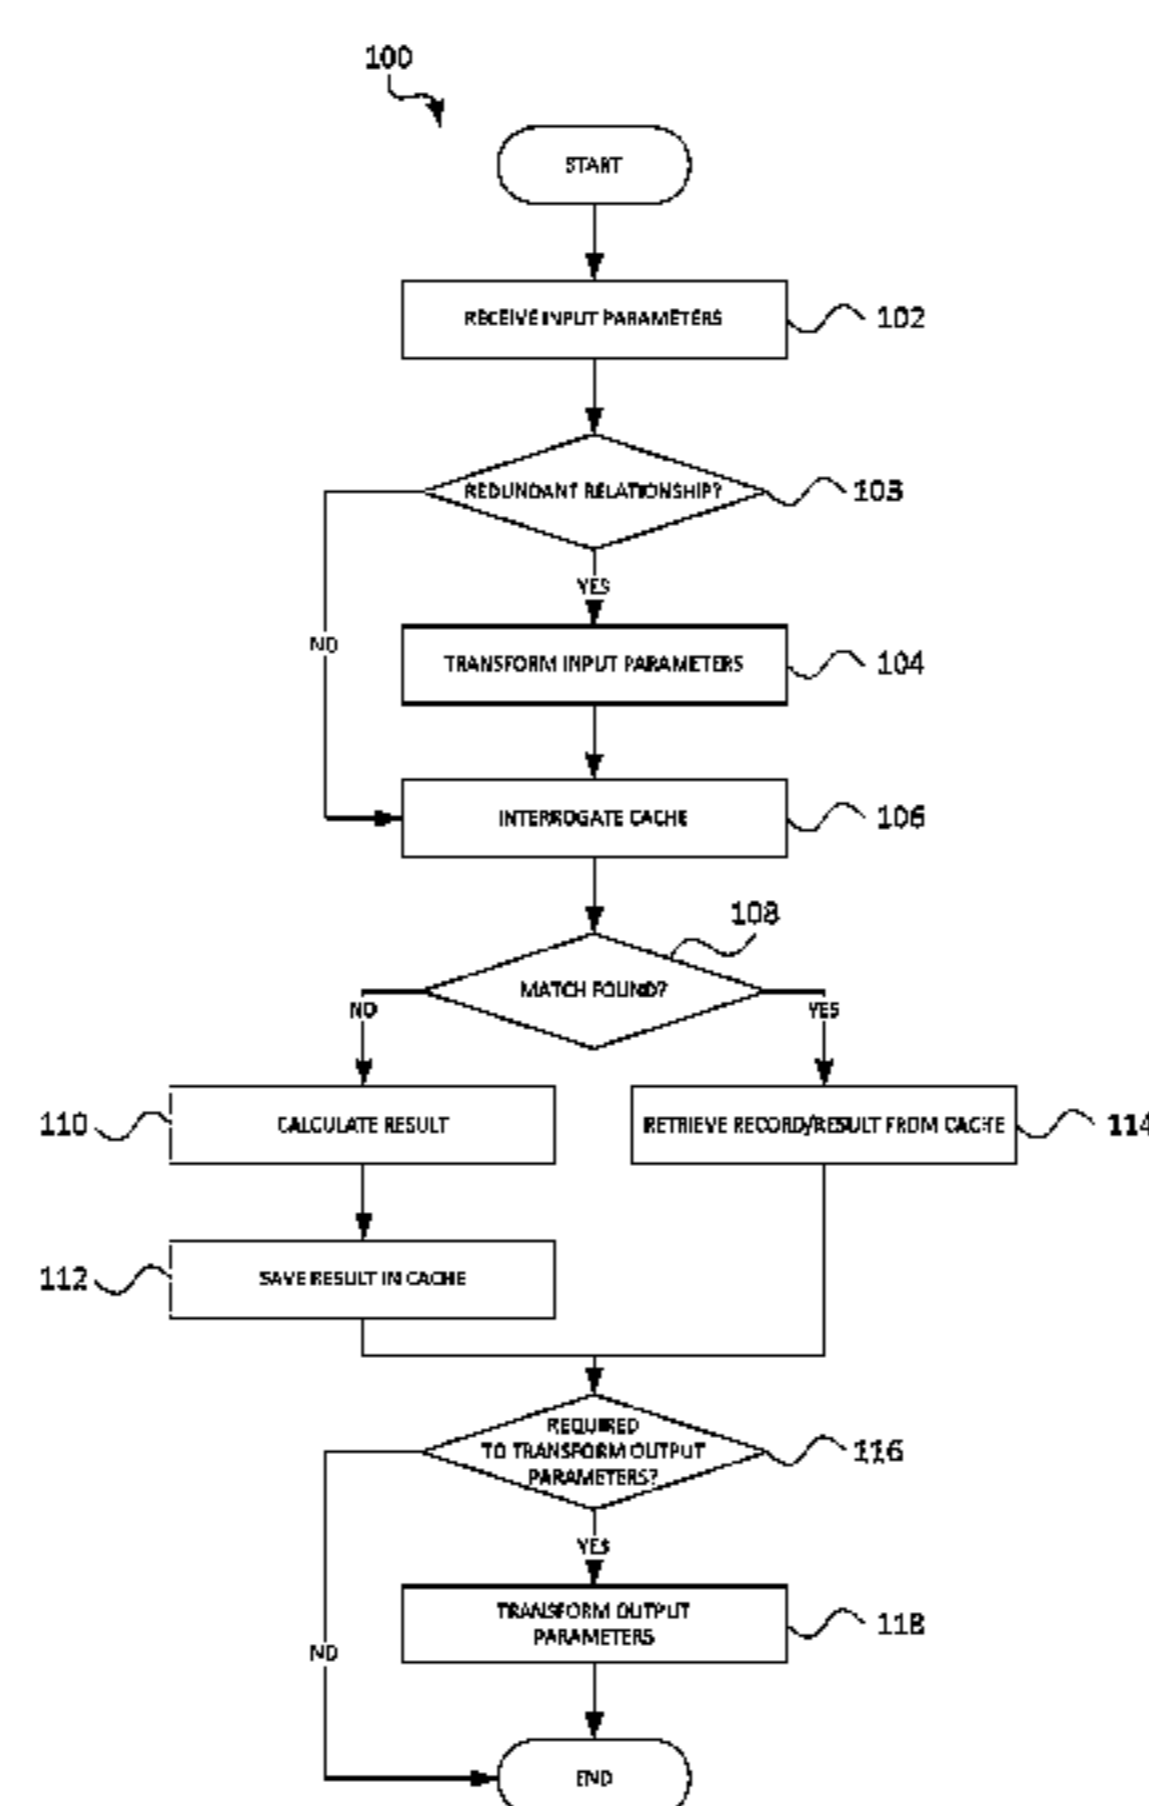 100
START
RECEIVE INPUT PARAMETERS
102
REDUNDANT RELATIONSHIP?
103
YES
NO
TRANSFORM INPUT PARAMETERS
104
INTERROGATE CACHE
106
108
MATCH FOUND?
NO
YES
110
CALCULATE RESULT
RETRIEVE RECORD/RESULT FROM CACHE
114
112
SAVE RESULT IN CACHE
REQUIRED
TO TRANSFORM OUTPUT
PARAMETERS?
116
YES
TRANSFORM OUTPUT
PARAMETERS
118
NO
END